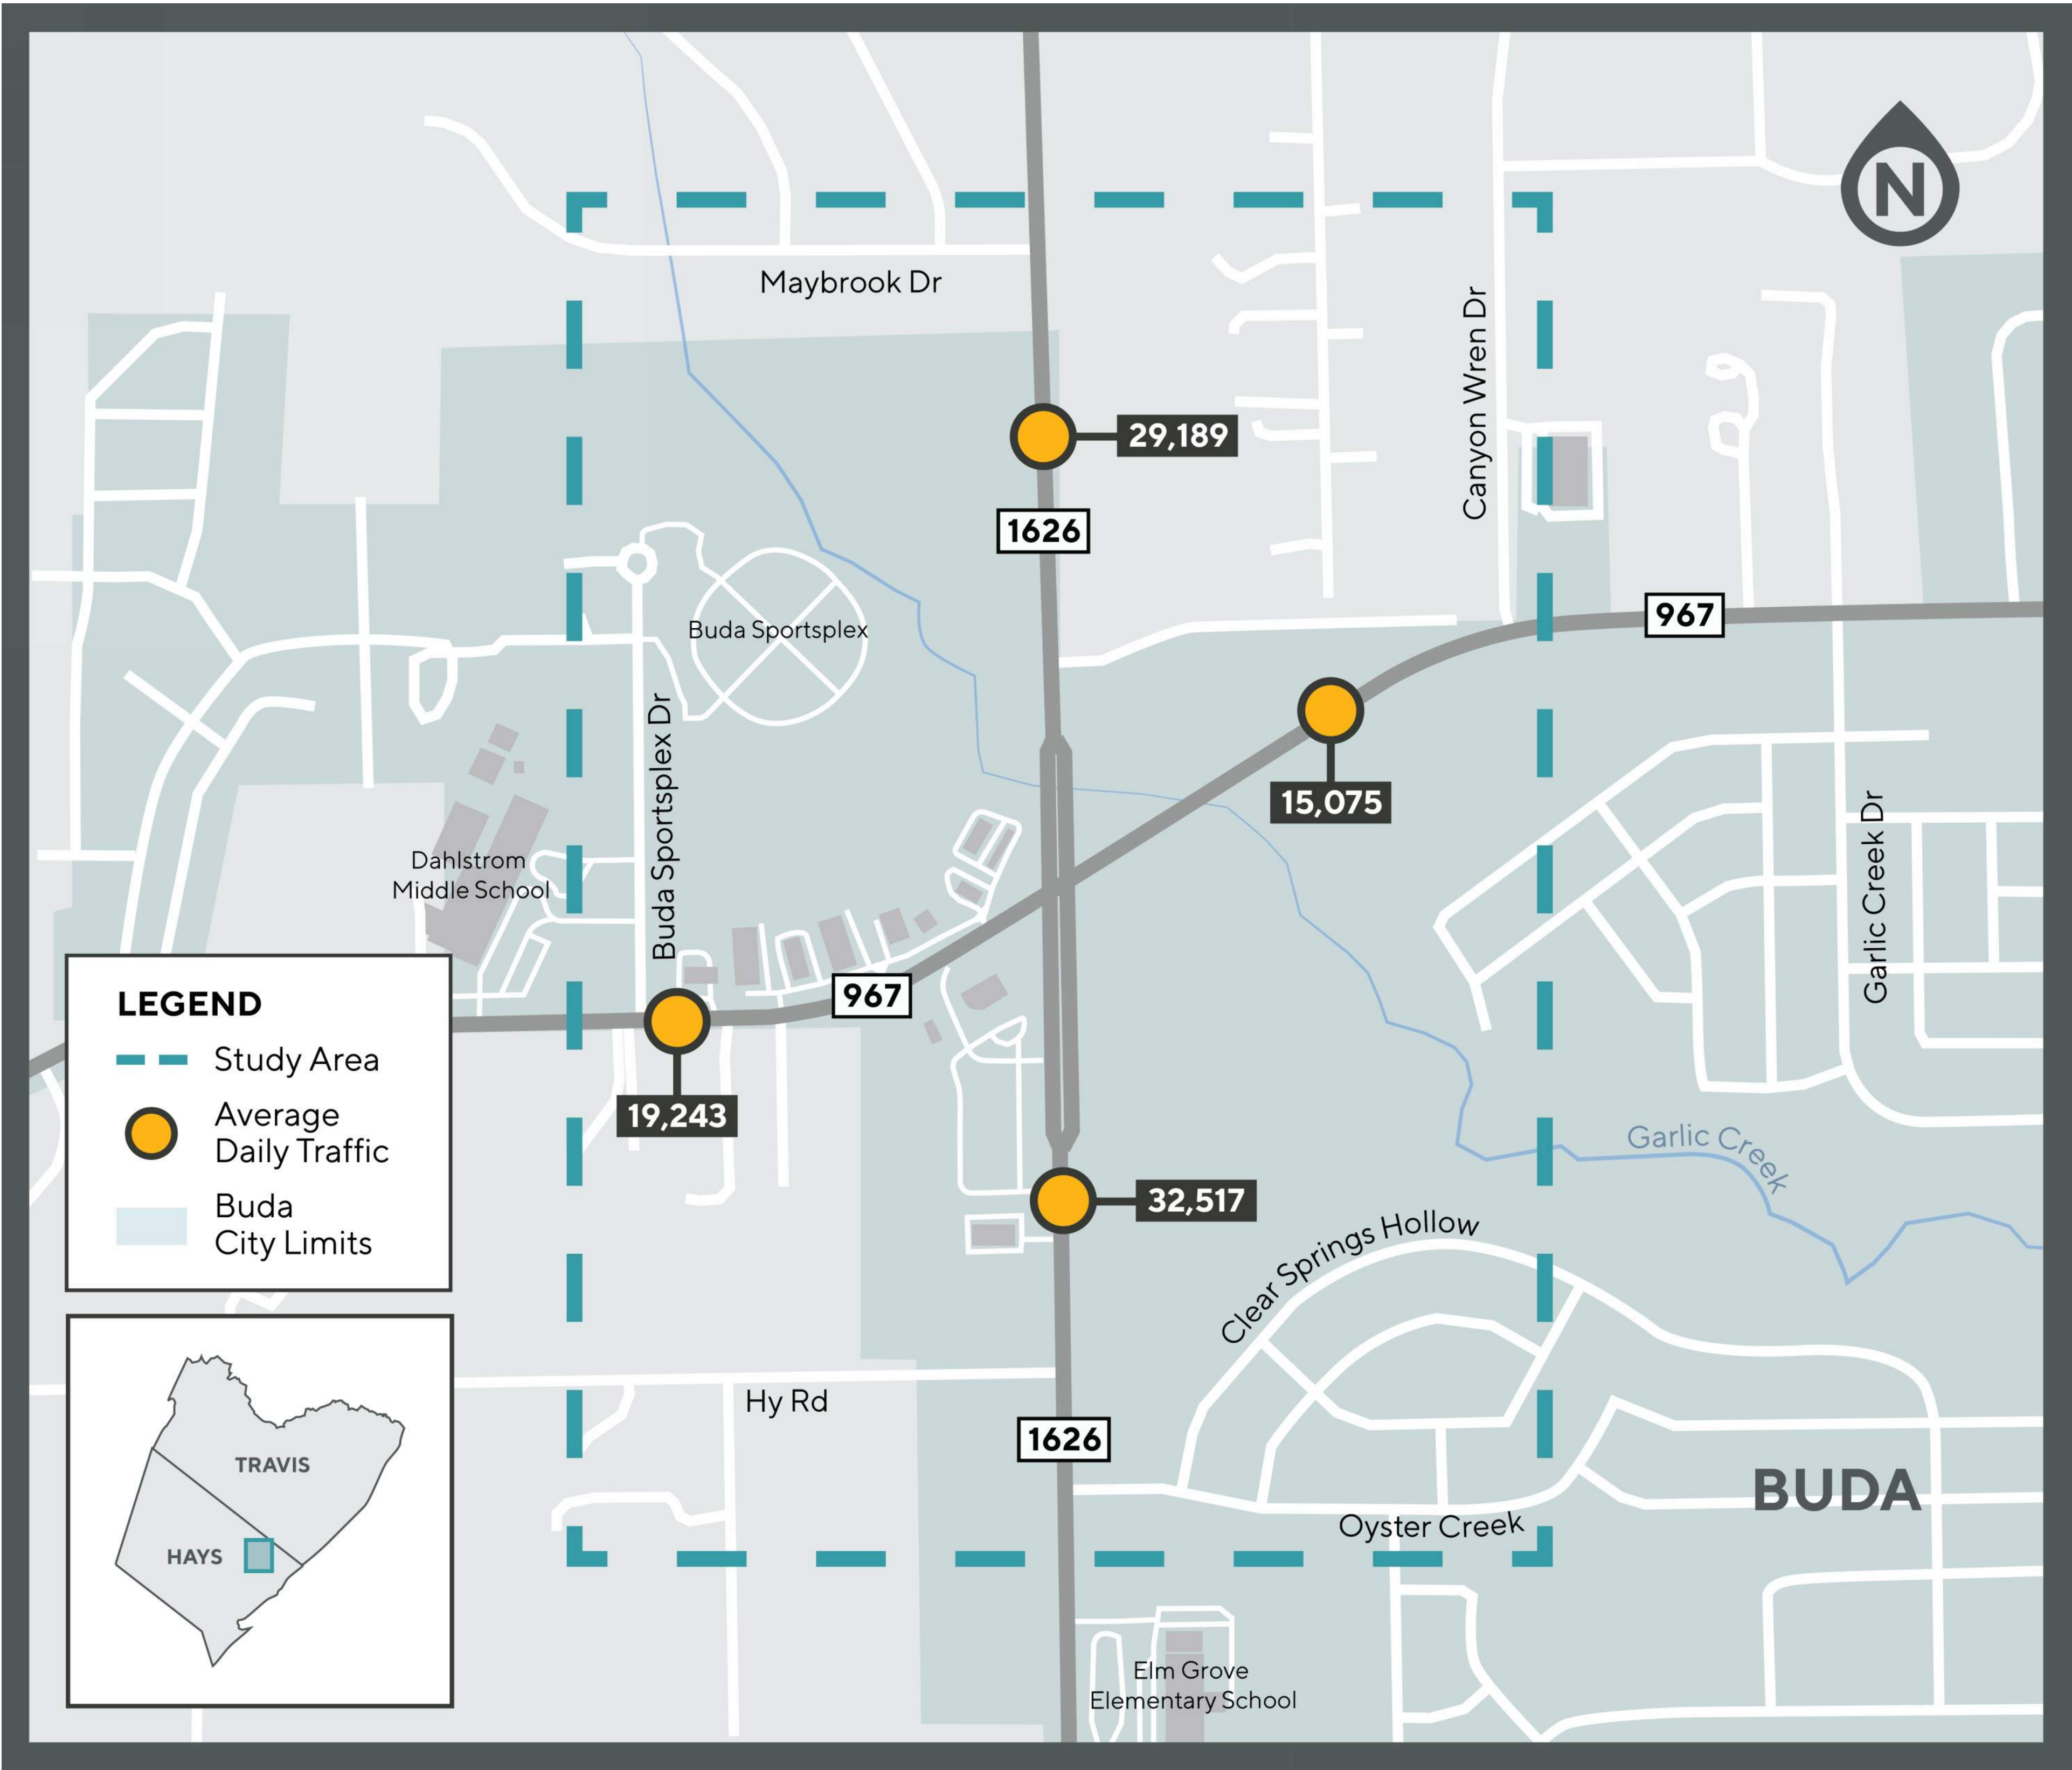 N
Maybrook Dr
Canyon Wren Dr
29,189
1626
967
Buda Sportsplex
Buda Sportsplex Dr
15,075
Dahlstrom
Middle School
Garlic Creek Dr
967
19,243
Garlic Creek
32,517
Clear Springs Hollow
Hy Rd
1626
BUDA
Oyster Creek
Elm Grove
Elementary School
LEGEND
Study Area
Average
Daily Traffic
Buda
City Limits
TRAVIS
HAYS